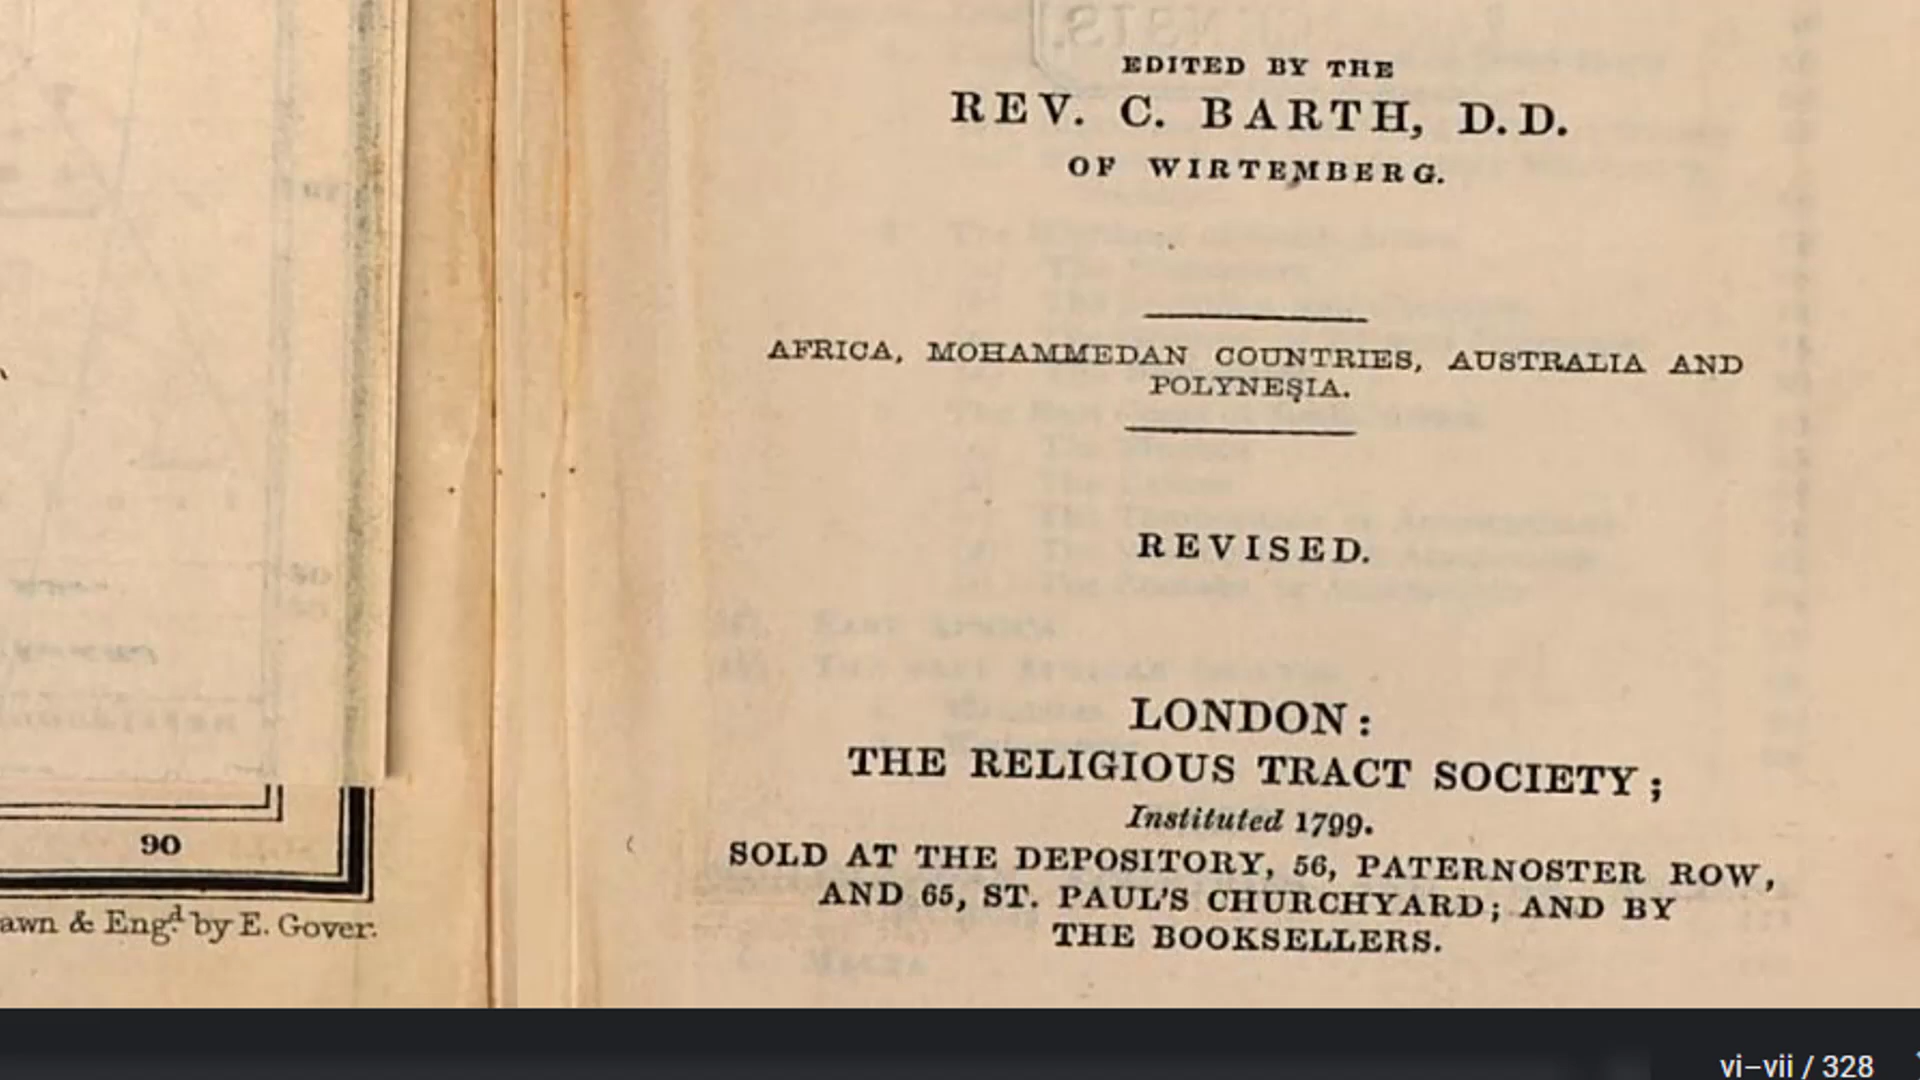 EDITED BY THE
REV. C. BARTH, D.D.
OF WIRTEMBERG.
AFRICA, MOHAMMEDAN COUNTRIES, AUSTRALIA AND
POLYNESIA.
REVISED.
LONDON:
THE RELIGIOUS TRACT SOCIETY;
Instituted 1799.
SOLD AT THE DEPOSITORY, 56, PATERNOSTER ROW,
AND 65, ST. PAUL'S CHURCHYARD; AND BY
THE BOOKSELLERS.
90
awn & Engd. by E. Gover.
vi–vii / 328